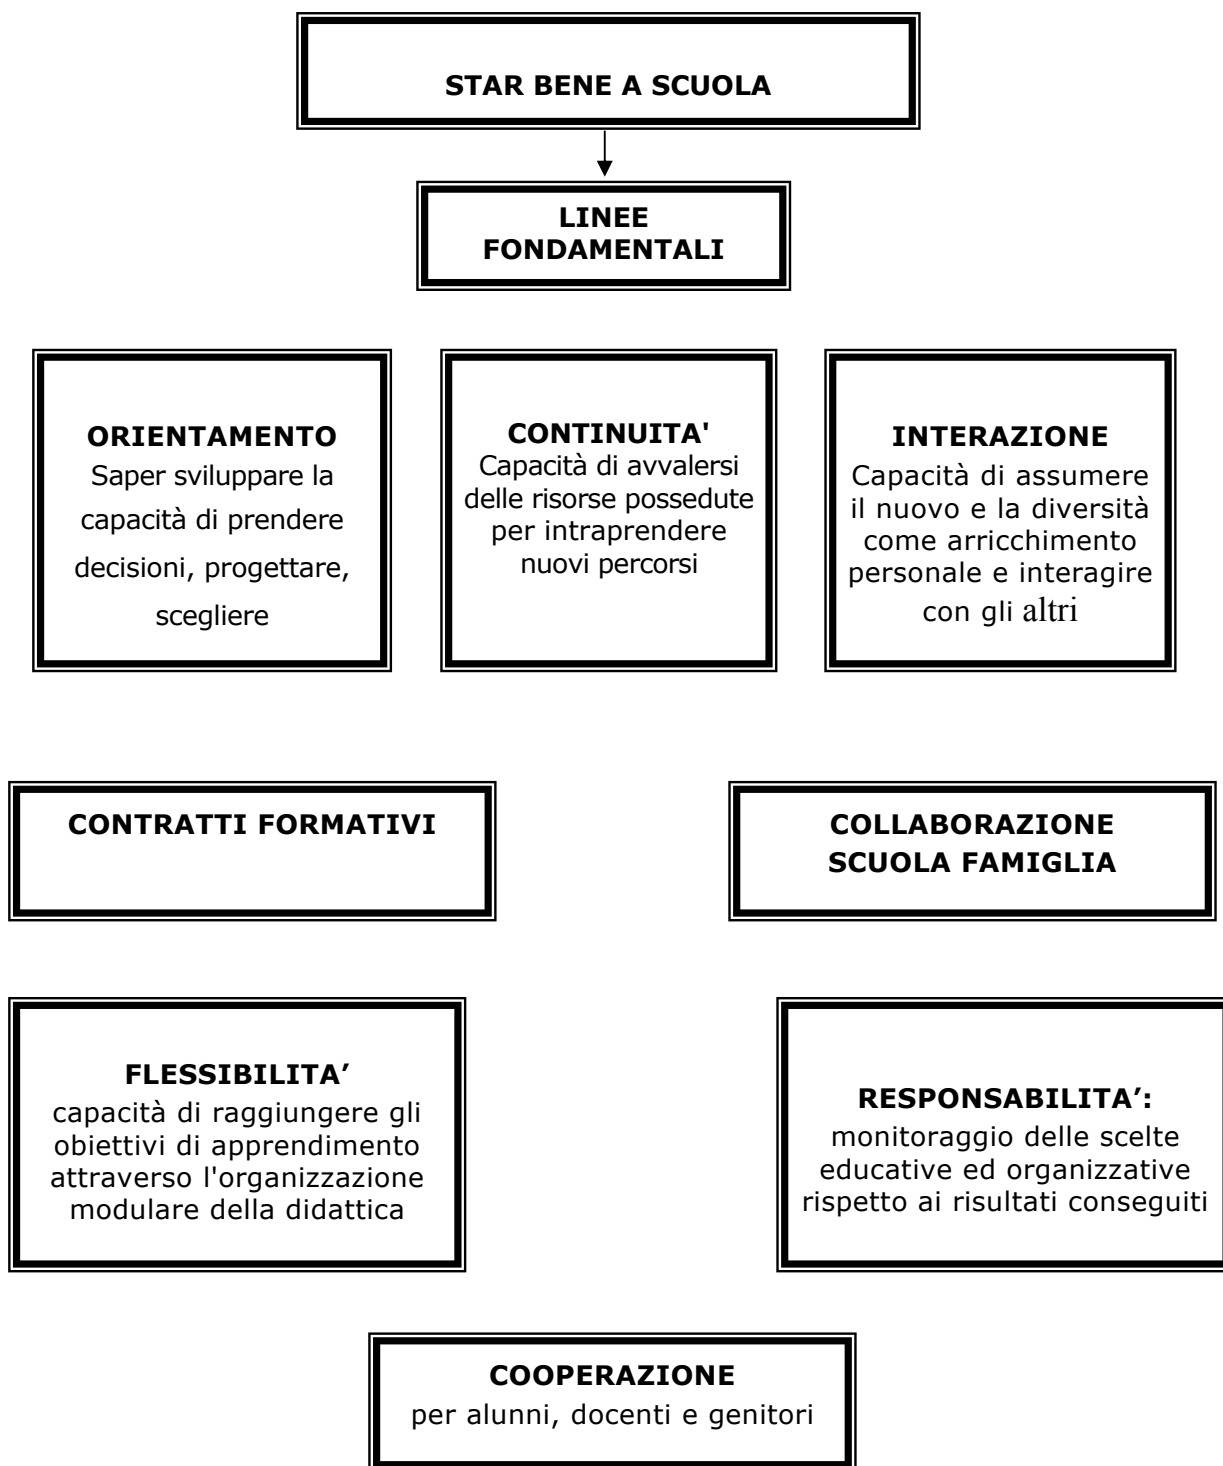 STAR BENE A SCUOLA
LINEE
FONDAMENTALI
ORIENTAMENTO
Saper sviluppare la
capacità di prendere
decisioni, progettare,
scegliere
CONTINUITA'
Capacità di avvalersi
delle risorse possedute
per intraprendere
nuovi percorsi
INTERAZIONE
Capacità di assumere
il nuovo e la diversità
come arricchimento
personale e interagire
con gli altri
CONTRATTI FORMATIVI
COLLABORAZIONE
SCUOLA FAMIGLIA
FLESSIBILITA’
capacità di raggiungere gli
obiettivi di apprendimento
attraverso l'organizzazione
modulare della didattica
RESPONSABILITA’:
monitoraggio delle scelte
educative ed organizzative
rispetto ai risultati conseguiti
COOPERAZIONE
per alunni, docenti e genitori